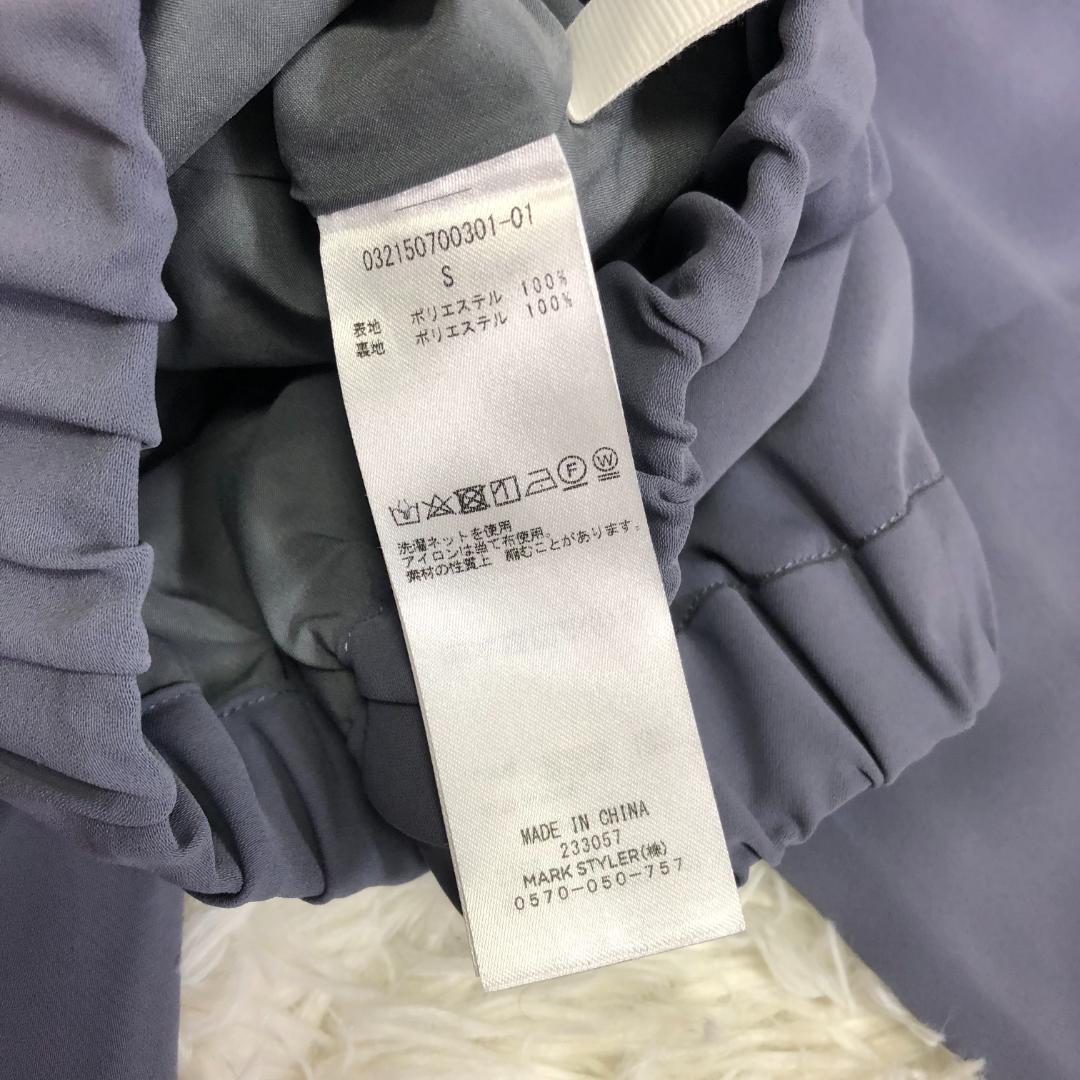 032150700301-01
S
表地 ポリエステル 100%
裏地 ポリエステル 100%
F W
洗濯ネットを使用
アイロンは当て布使用。
素材の性質上 縮むことがあります。
MADE IN CHINA
233057
MARK STYLER(株)
0570-050-757